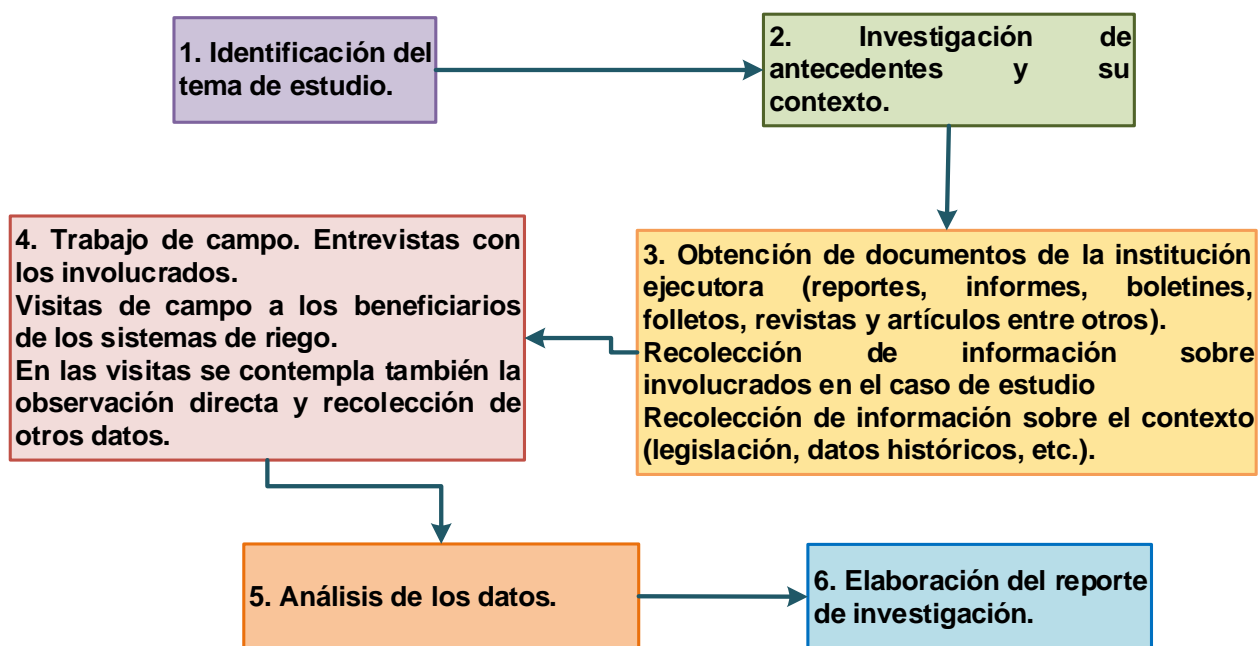 1. Identificación del
tema de estudio.
2. Investigación de
antecedentes y su
contexto.
3. Obtención de documentos de la institución
ejecutora (reportes, informes, boletines,
folletos, revistas y artículos entre otros).
Recolección de información sobre
involucrados en el caso de estudio
Recolección de información sobre el contexto
(legislación, datos históricos, etc.).
4. Trabajo de campo. Entrevistas con
los involucrados.
Visitas de campo a los beneficiarios
de los sistemas de riego.
En las visitas se contempla también la
observación directa y recolección de
otros datos.
5. Análisis de los datos.
6. Elaboración del reporte
de investigación.